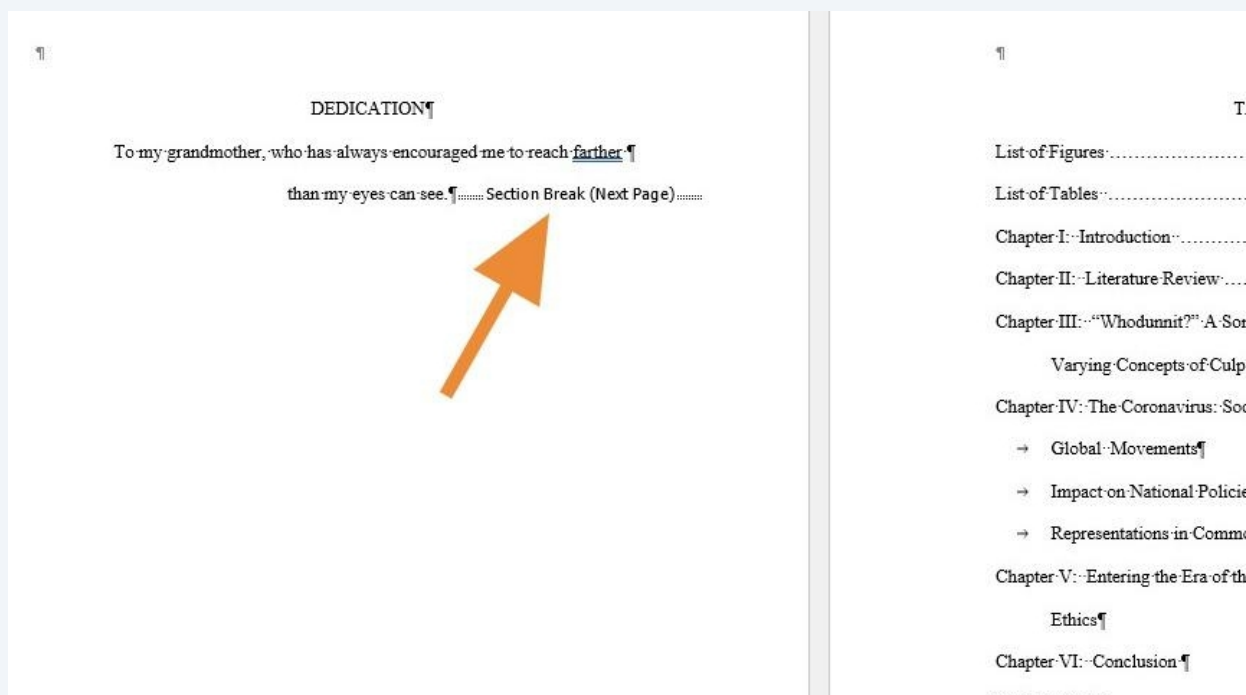 ¶
DEDICATION¶
To·my·grandmother,·who·has·always·encouraged·me·to·reach·farther·¶
than·my·eyes·can·see.¶ Section Break (Next Page)
¶
List·of·Figures·……………………
List·of·Tables··……………………
Chapter·I:··Introduction··…………
Chapter·II:··Literature·Review·….
Chapter·III:··“Whodunnit?”·A
Varying·Concepts·of
Chapter·IV:·The·Coronavirus:
→ Global··Movements¶
→ Impact·on·National
→ Representations·in
Chapter·V:··Entering·the·Era·of
Ethics¶
Chapter·VI:··Conclusion·¶